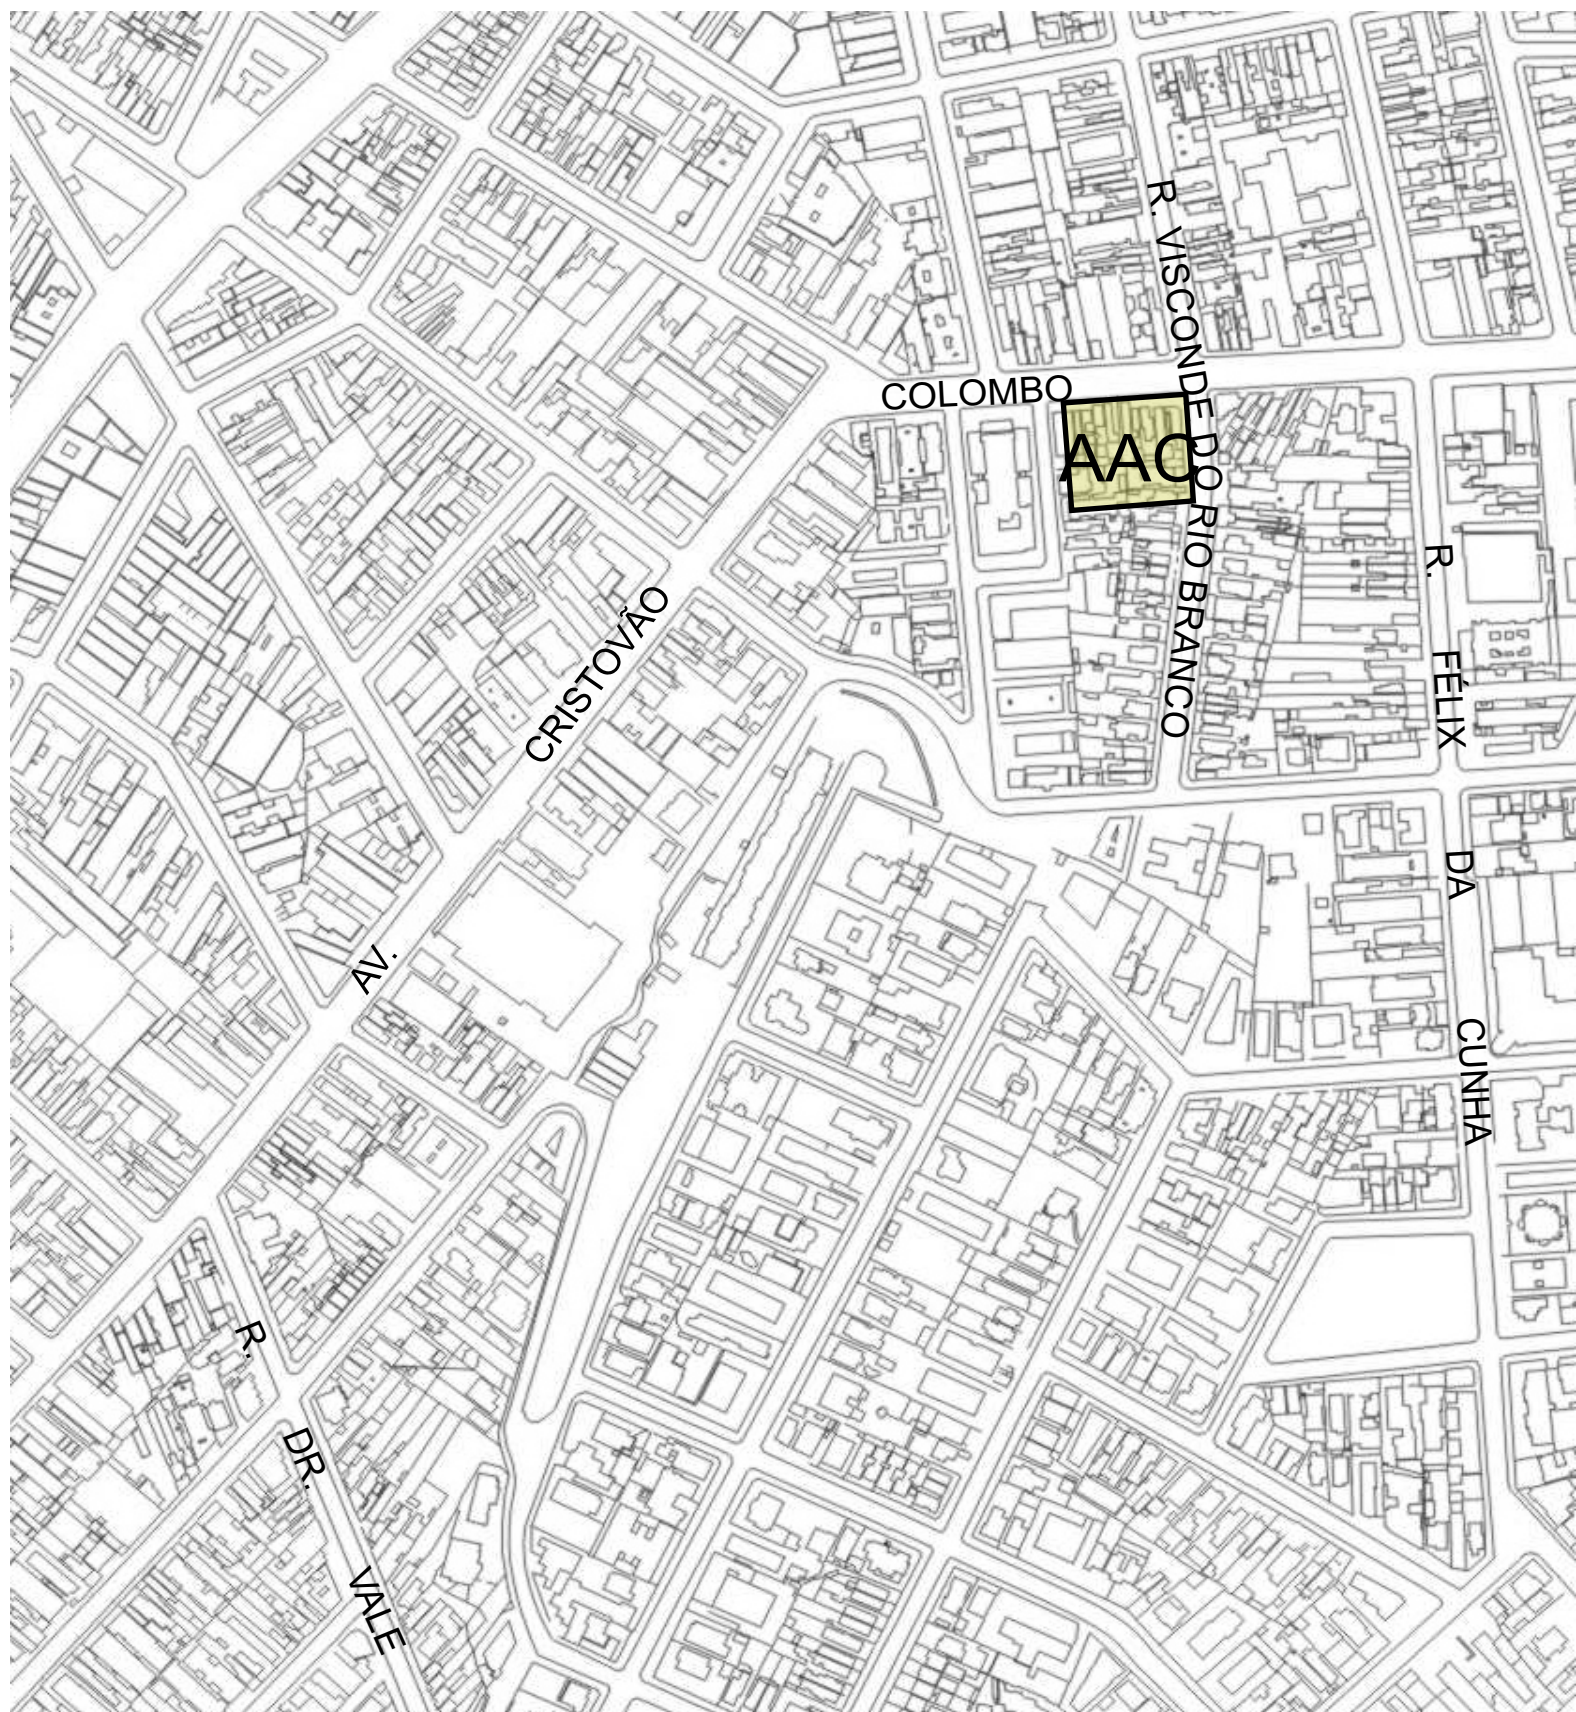 R. VISCONDE DO RIO BRANCO
COLOMBO
AAC
R. FÉLIX DA CUNHA
AV. CRISTOVÃO
R. DR. VALE